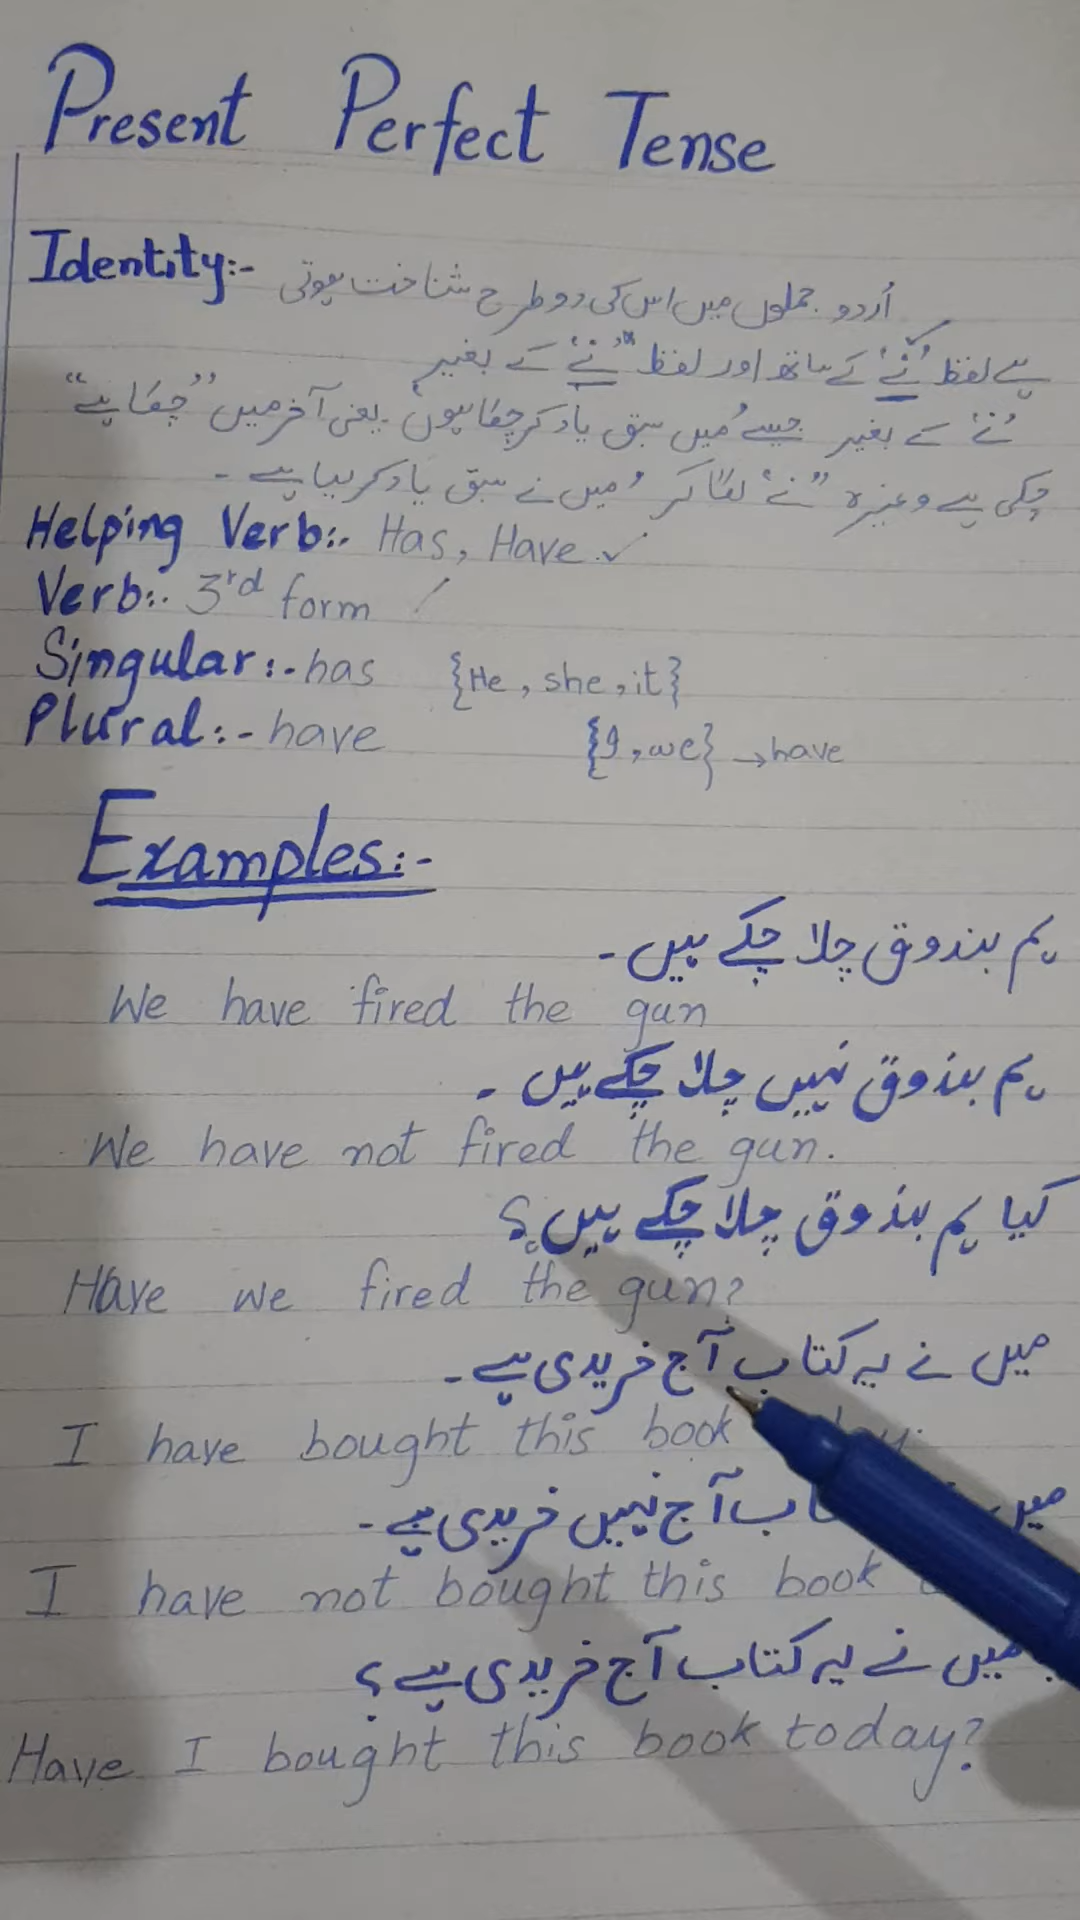 Present Perfect Tense
Identity:- اُردو جملوں میں اس کی دو طرح شناخت ہوتی
ہے لفظ "نے" کے ساتھ اور لفظ "نے" کے بغیر
"نے" کے بغیر جیسے "میں سبق یاد کر چکا ہوں" یعنی آخر میں "چکا ہے"
چکی ہے وغیرہ "نے" لگا کر "میں نے سبق یاد کر لیا ہے ۔
Helping Verb:- Has, Have ✓
Verb:- 3rd form
Singular:- has {He, she, it}
Plural:- have {I, we} → have
Examples:-
ہم بندوق چلا چکے ہیں ۔
We have fired the gun
ہم بندوق نہیں چلا چکے ہیں ۔
We have not fired the gun.
کیا ہم بندوق چلا چکے ہیں؟
Have we fired the gun?
میں نے یہ کتاب آج خریدی ہے ۔
I have bought this book
میں آج نہیں خریدی ہے ۔
I have not bought this book
میں نے یہ کتاب آج خریدی ہے؟
Have I bought this book today?